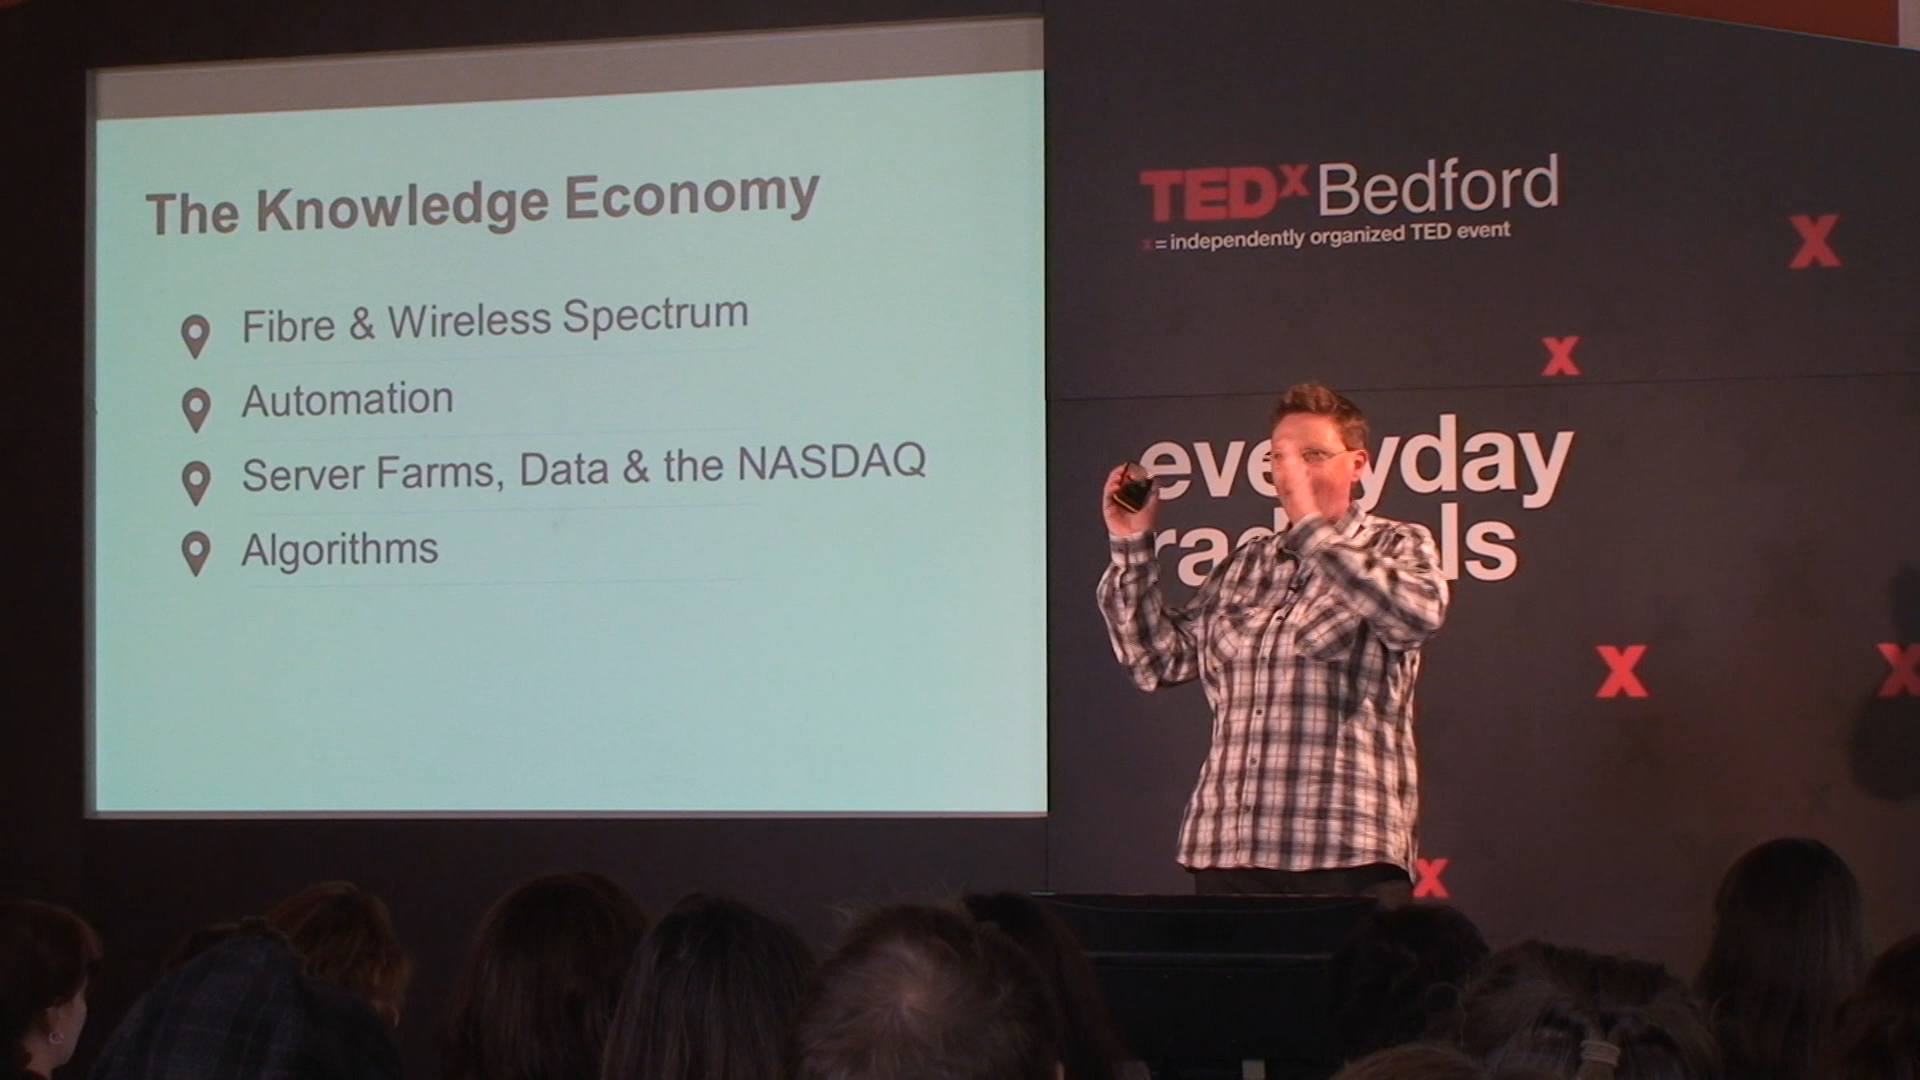 The Knowledge Economy
Fibre & Wireless Spectrum
Automation
Server Farms, Data & the NASDAQ
Algorithms
TEDx Bedford
x = independently organized TED event
x
x
everyday
x
x
x